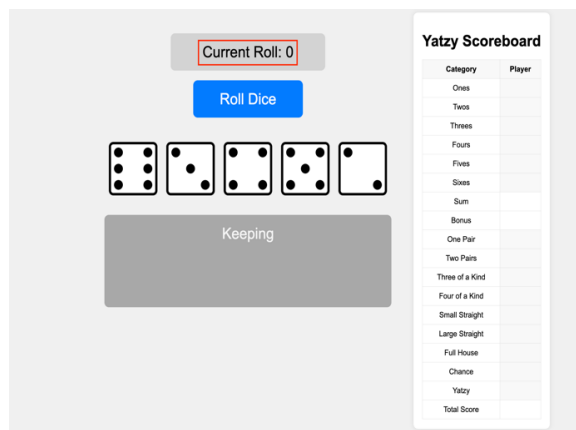 Current Roll: 0
Roll Dice
Keeping
Yatzy Scoreboard
Category Player
Ones
Twos
Threes
Fours
Fives
Sixes
Sum
Bonus
One Pair
Two Pairs
Three of a Kind
Four of a Kind
Small Straight
Large Straight
Full House
Chance
Yatzy
Total Score